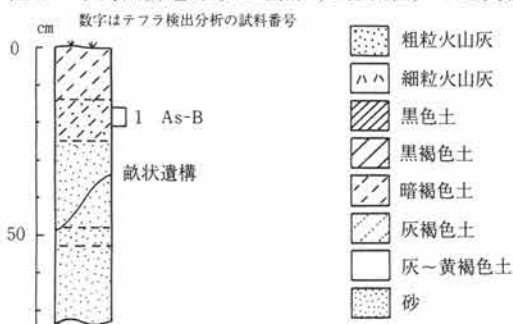 数字はテフラ検出分析の試料番号
cm
0
1 As-B
畝状遺構
50
粗粒火山灰
細粒火山灰
黒色土
黒褐色土
暗褐色土
灰褐色土
灰～黄褐色土
砂